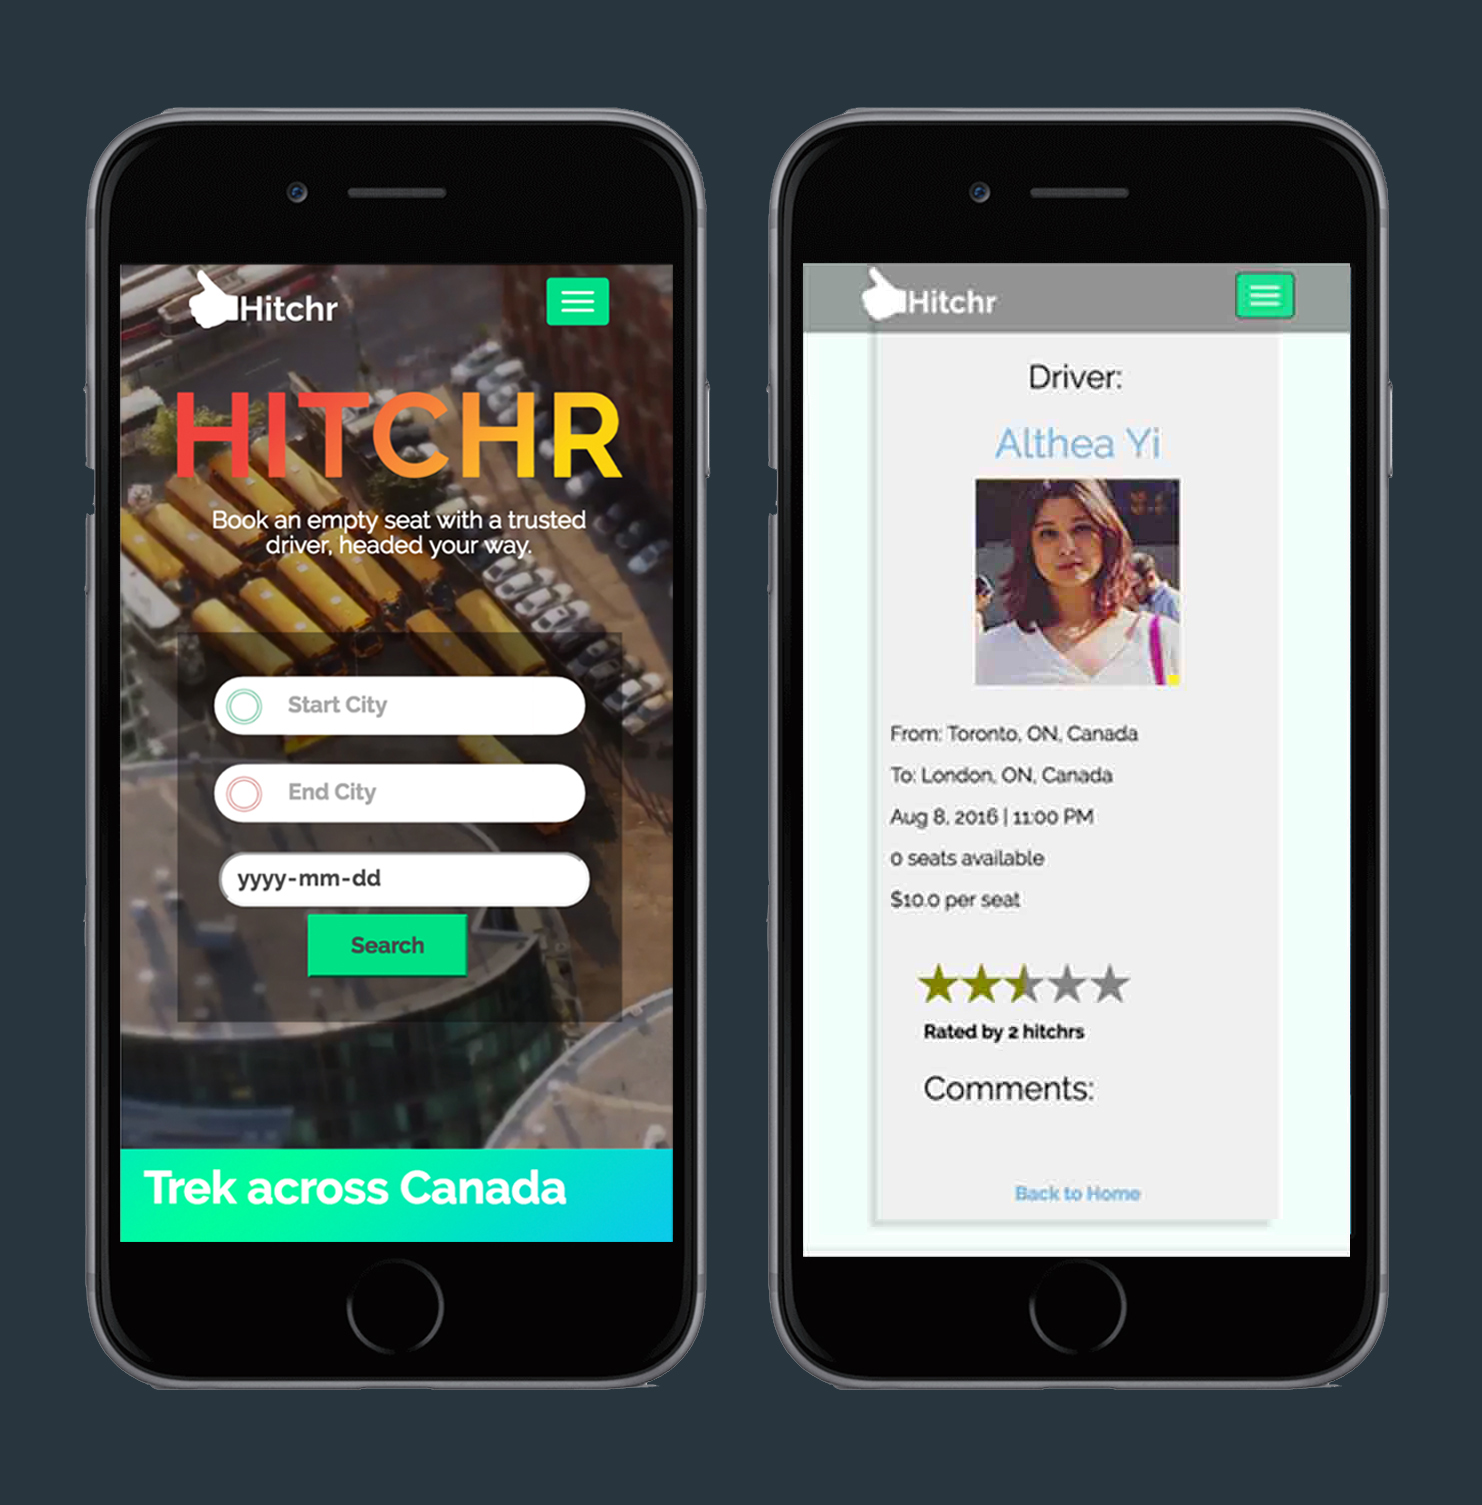 Hitchr
HITCHR
Book an empty seat with a trusted
driver, headed your way.
Start City
End City
yyyy-mm-dd
Search
Trek across Canada
Hitchr
Driver:
Althea Yi
From: Toronto, ON, Canada
To: London, ON, Canada
Aug 8, 2016 | 11:00 PM
0 seats available
$10.0 per seat
Rated by 2 hitchrs
Comments:
Back to Home